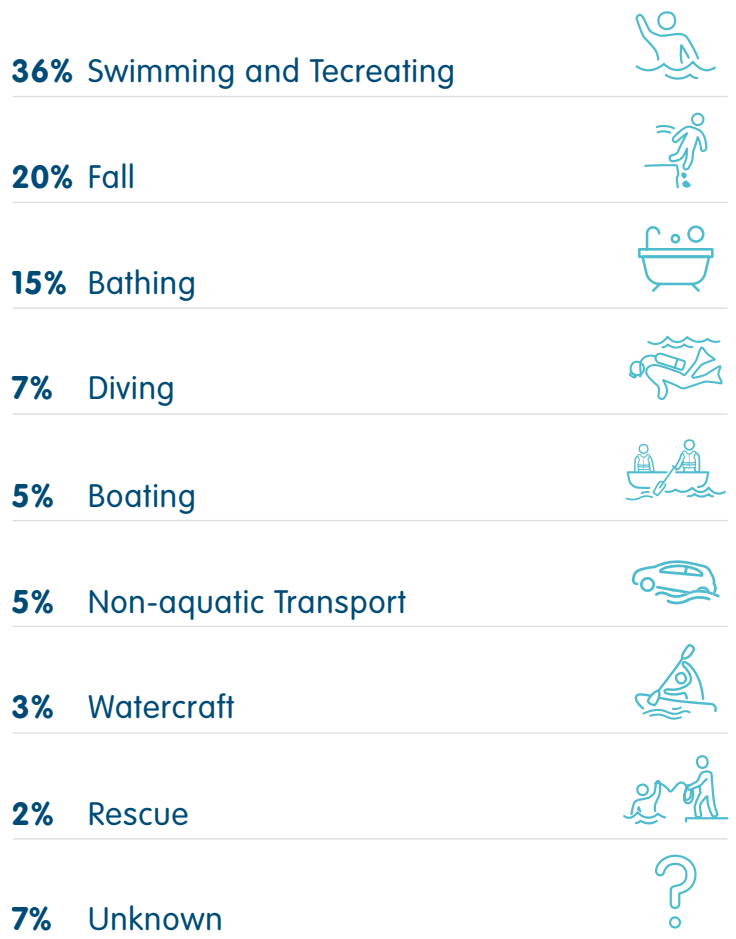 36% Swimming and Tecreating
20% Fall
15% Bathing
7% Diving
5% Boating
5% Non-aquatic Transport
3% Watercraft
2% Rescue
7% Unknown